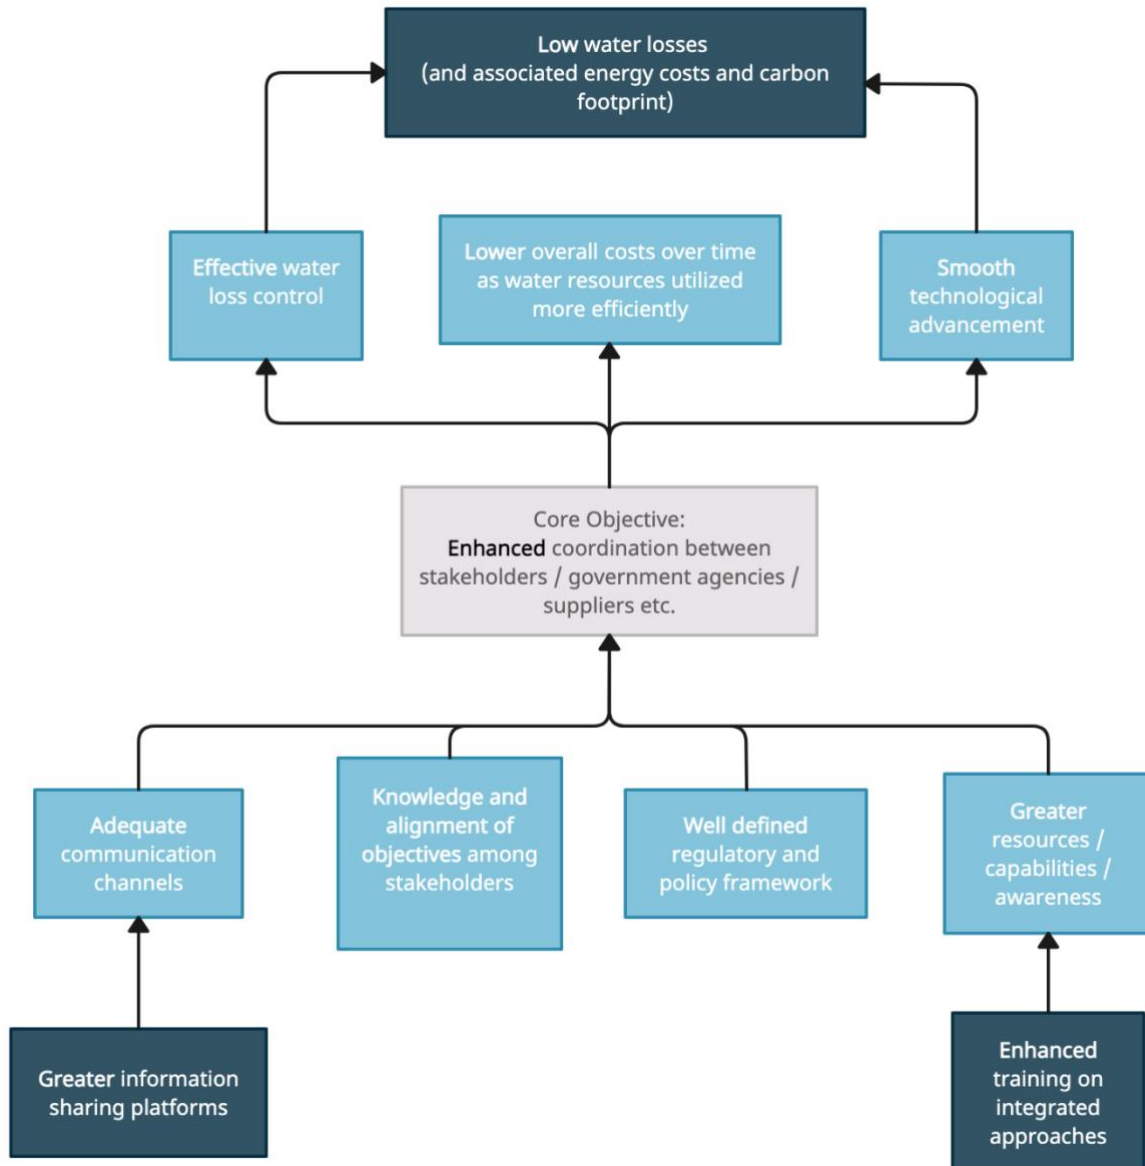 Low water losses
(and associated energy costs and carbon
footprint)
Effective water
loss control
Lower overall costs over time
as water resources utilized
more efficiently
Smooth
technological
advancement
Core Objective:
Enhanced coordination between
stakeholders / government agencies /
suppliers etc.
Adequate
communication
channels
Knowledge and
alignment of
objectives among
stakeholders
Well defined
regulatory and
policy framework
Greater
resources /
capabilities /
awareness
Greater information
sharing platforms
Enhanced
training on
integrated
approaches